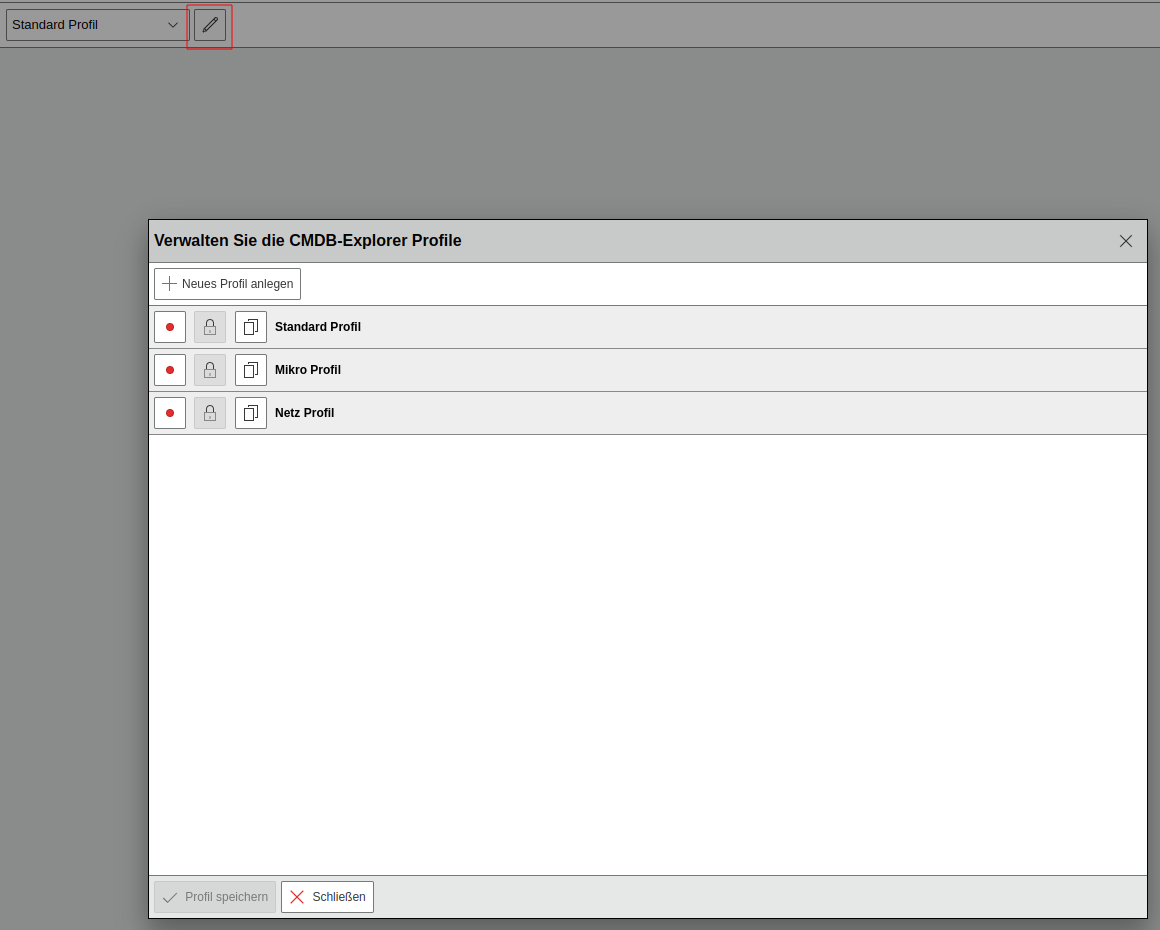 Standard Profil
Verwalten Sie die CMDB-Explorer Profile
Neues Profil anlegen
Standard Profil
Mikro Profil
Netz Profil
Profil speichern
Schließen